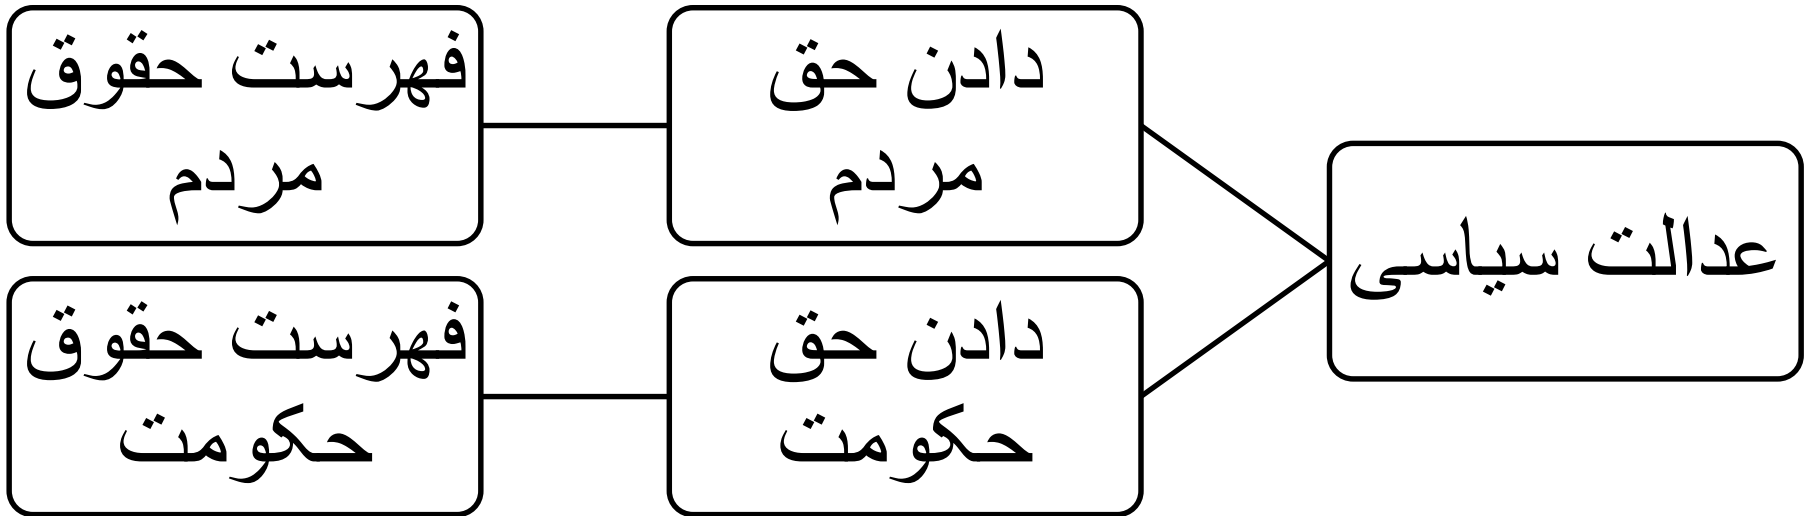 عدالت سیاسی
دادن حق
مردم
فهرست حقوق
مردم
دادن حق
حکومت
فهرست حقوق
حکومت